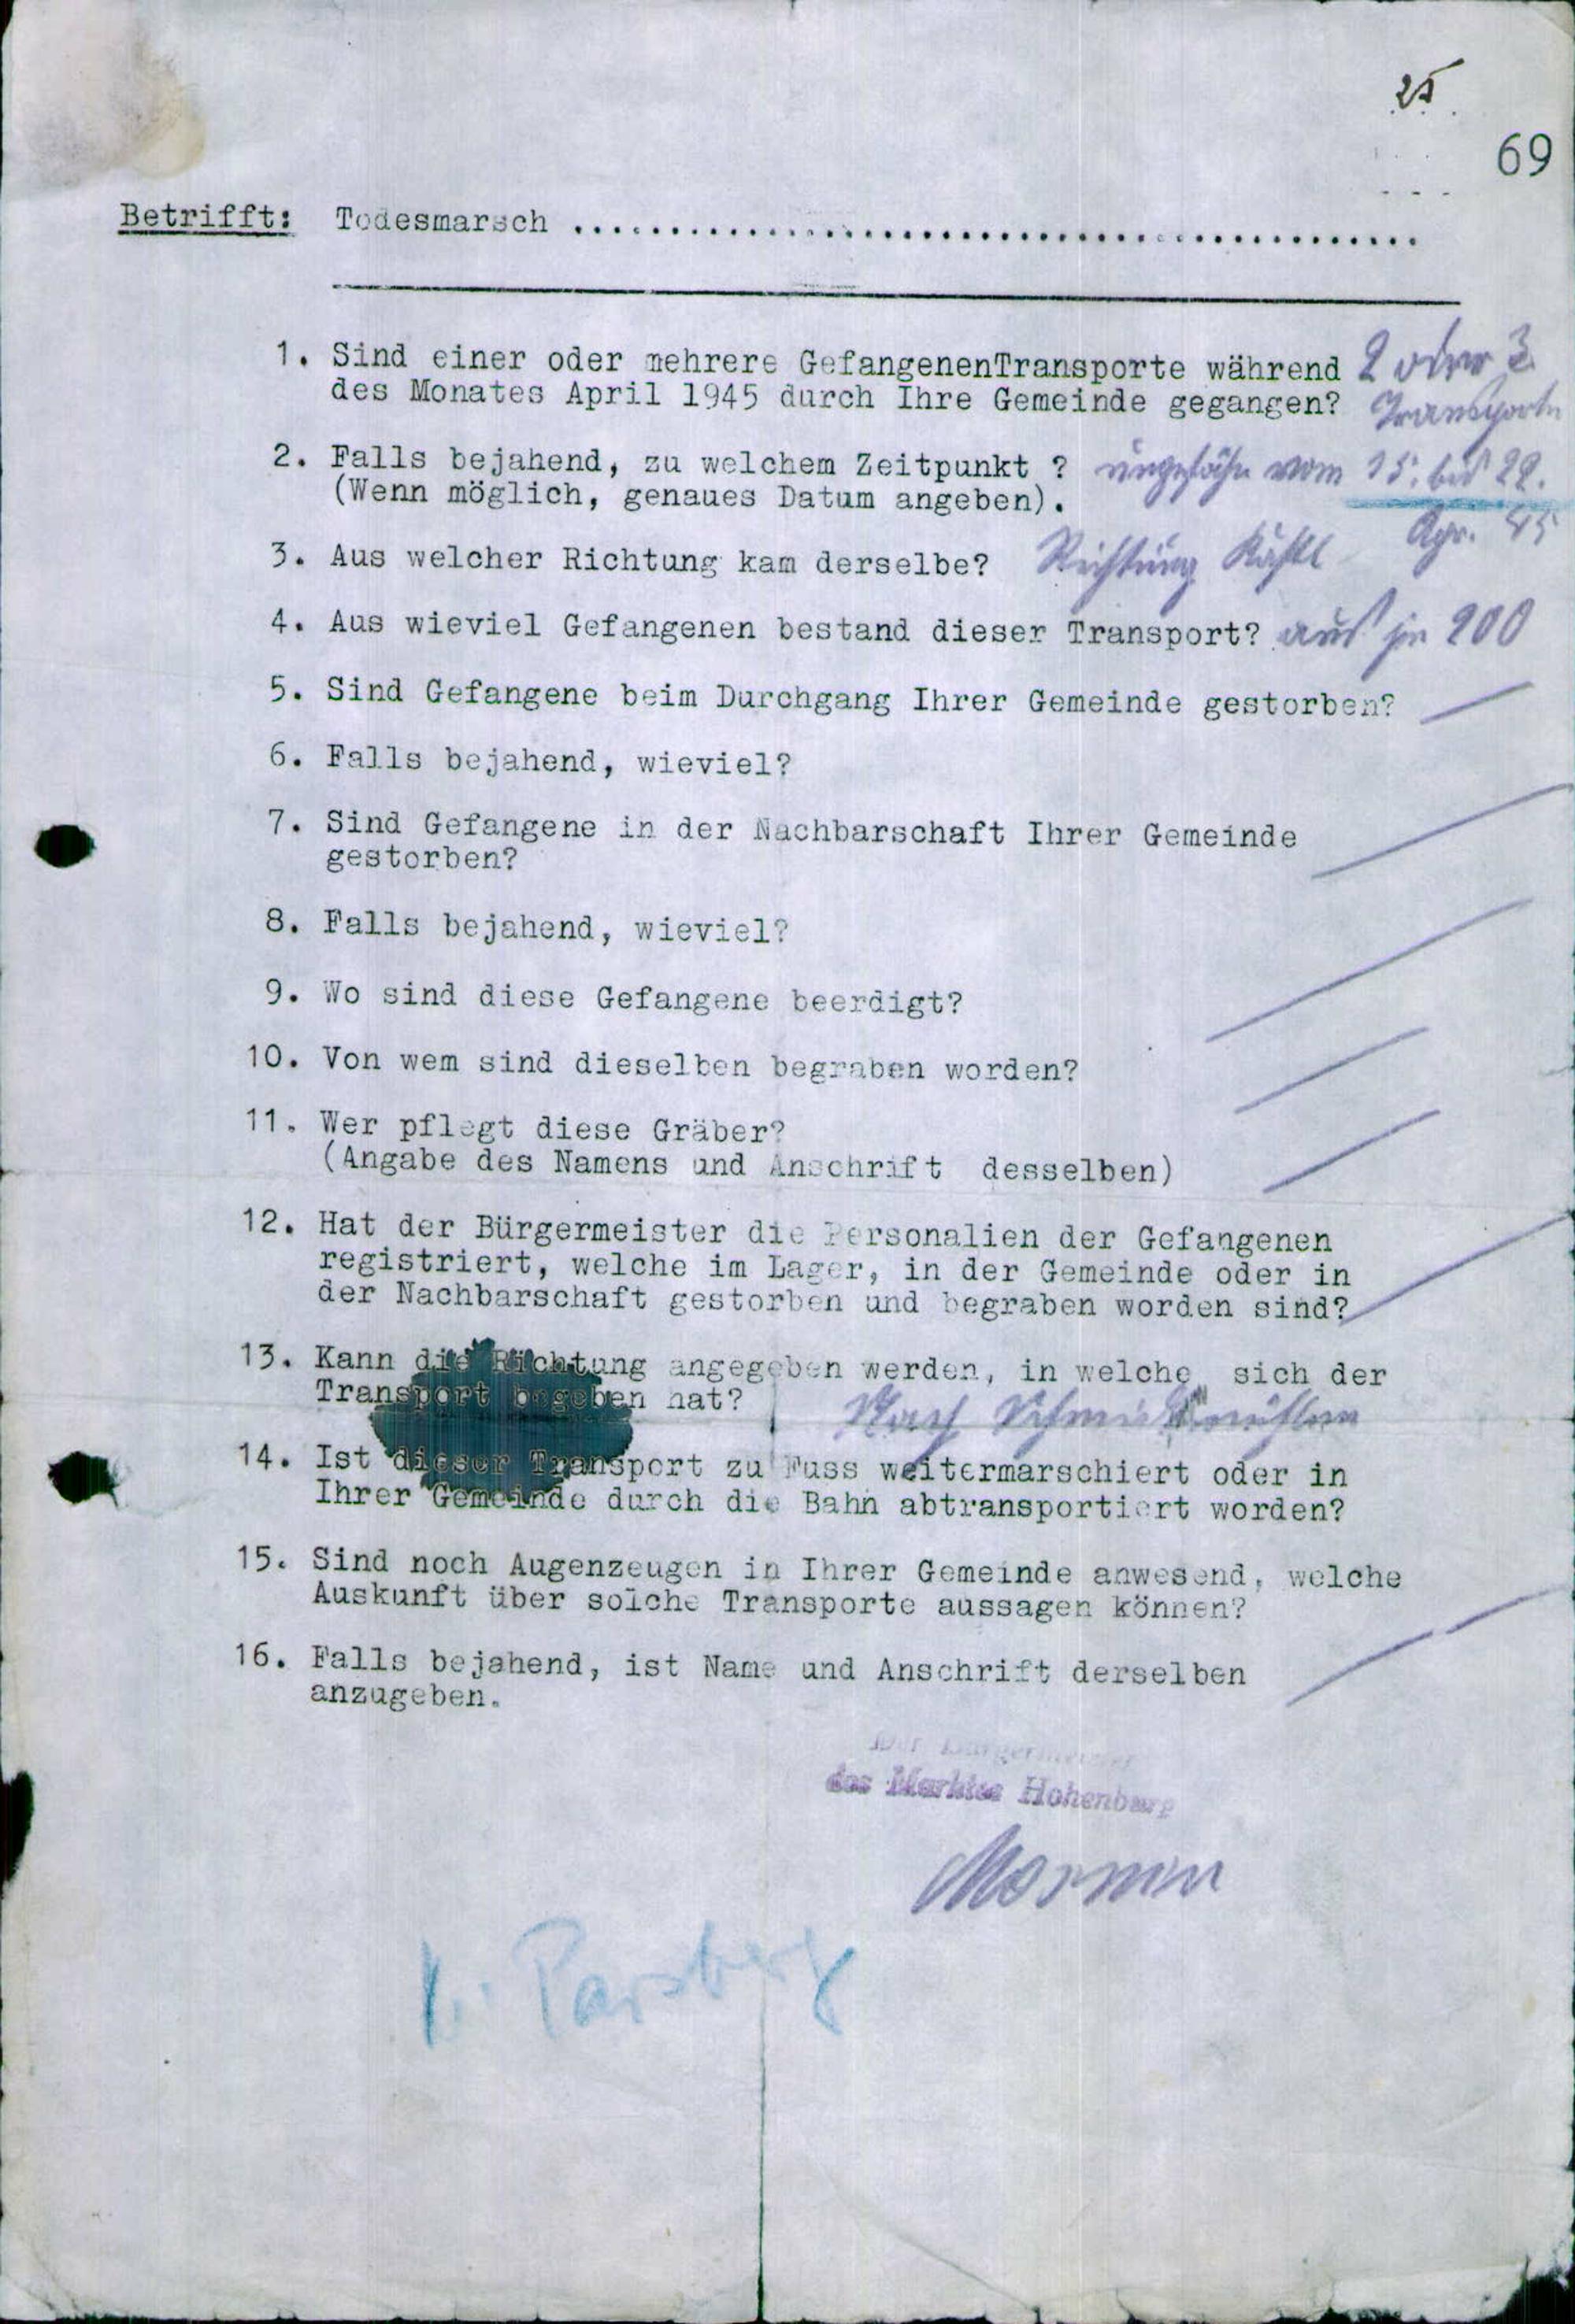 25
69
Betrifft: Todesmarsch ............................................
1. Sind einer oder mehrere GefangenenTransporte während 2 oder 3
des Monates April 1945 durch Ihre Gemeinde gegangen? Transporte
2. Falls bejahend, zu welchem Zeitpunkt ? ungefähr vom 15. bis 22.
(Wenn möglich, genaues Datum angeben). Apr. 45
3. Aus welcher Richtung kam derselbe? Richtung Kastl
4. Aus wieviel Gefangenen bestand dieser Transport? aus je 200
5. Sind Gefangene beim Durchgang Ihrer Gemeinde gestorben?
6. Falls bejahend, wieviel?
7. Sind Gefangene in der Nachbarschaft Ihrer Gemeinde
gestorben?
8. Falls bejahend, wieviel?
9. Wo sind diese Gefangene beerdigt?
10. Von wem sind dieselben begraben worden?
11. Wer pflegt diese Gräber?
(Angabe des Namens und Anschrift desselben)
12. Hat der Bürgermeister die Personalien der Gefangenen
registriert, welche im Lager, in der Gemeinde oder in
der Nachbarschaft gestorben und begraben worden sind?
13. Kann die Richtung angegeben werden, in welche sich der
Transport begeben hat? Nach Schmidmühlen
14. Ist dieser Transport zu Fuss weitermarschiert oder in
Ihrer Gemeinde durch die Bahn abtransportiert worden?
15. Sind noch Augenzeugen in Ihrer Gemeinde anwesend, welche
Auskunft über solche Transporte aussagen können?
16. Falls bejahend, ist Name und Anschrift derselben
anzugeben.
Der Bürgermeister
des Marktes Hohenburg
Parsberg